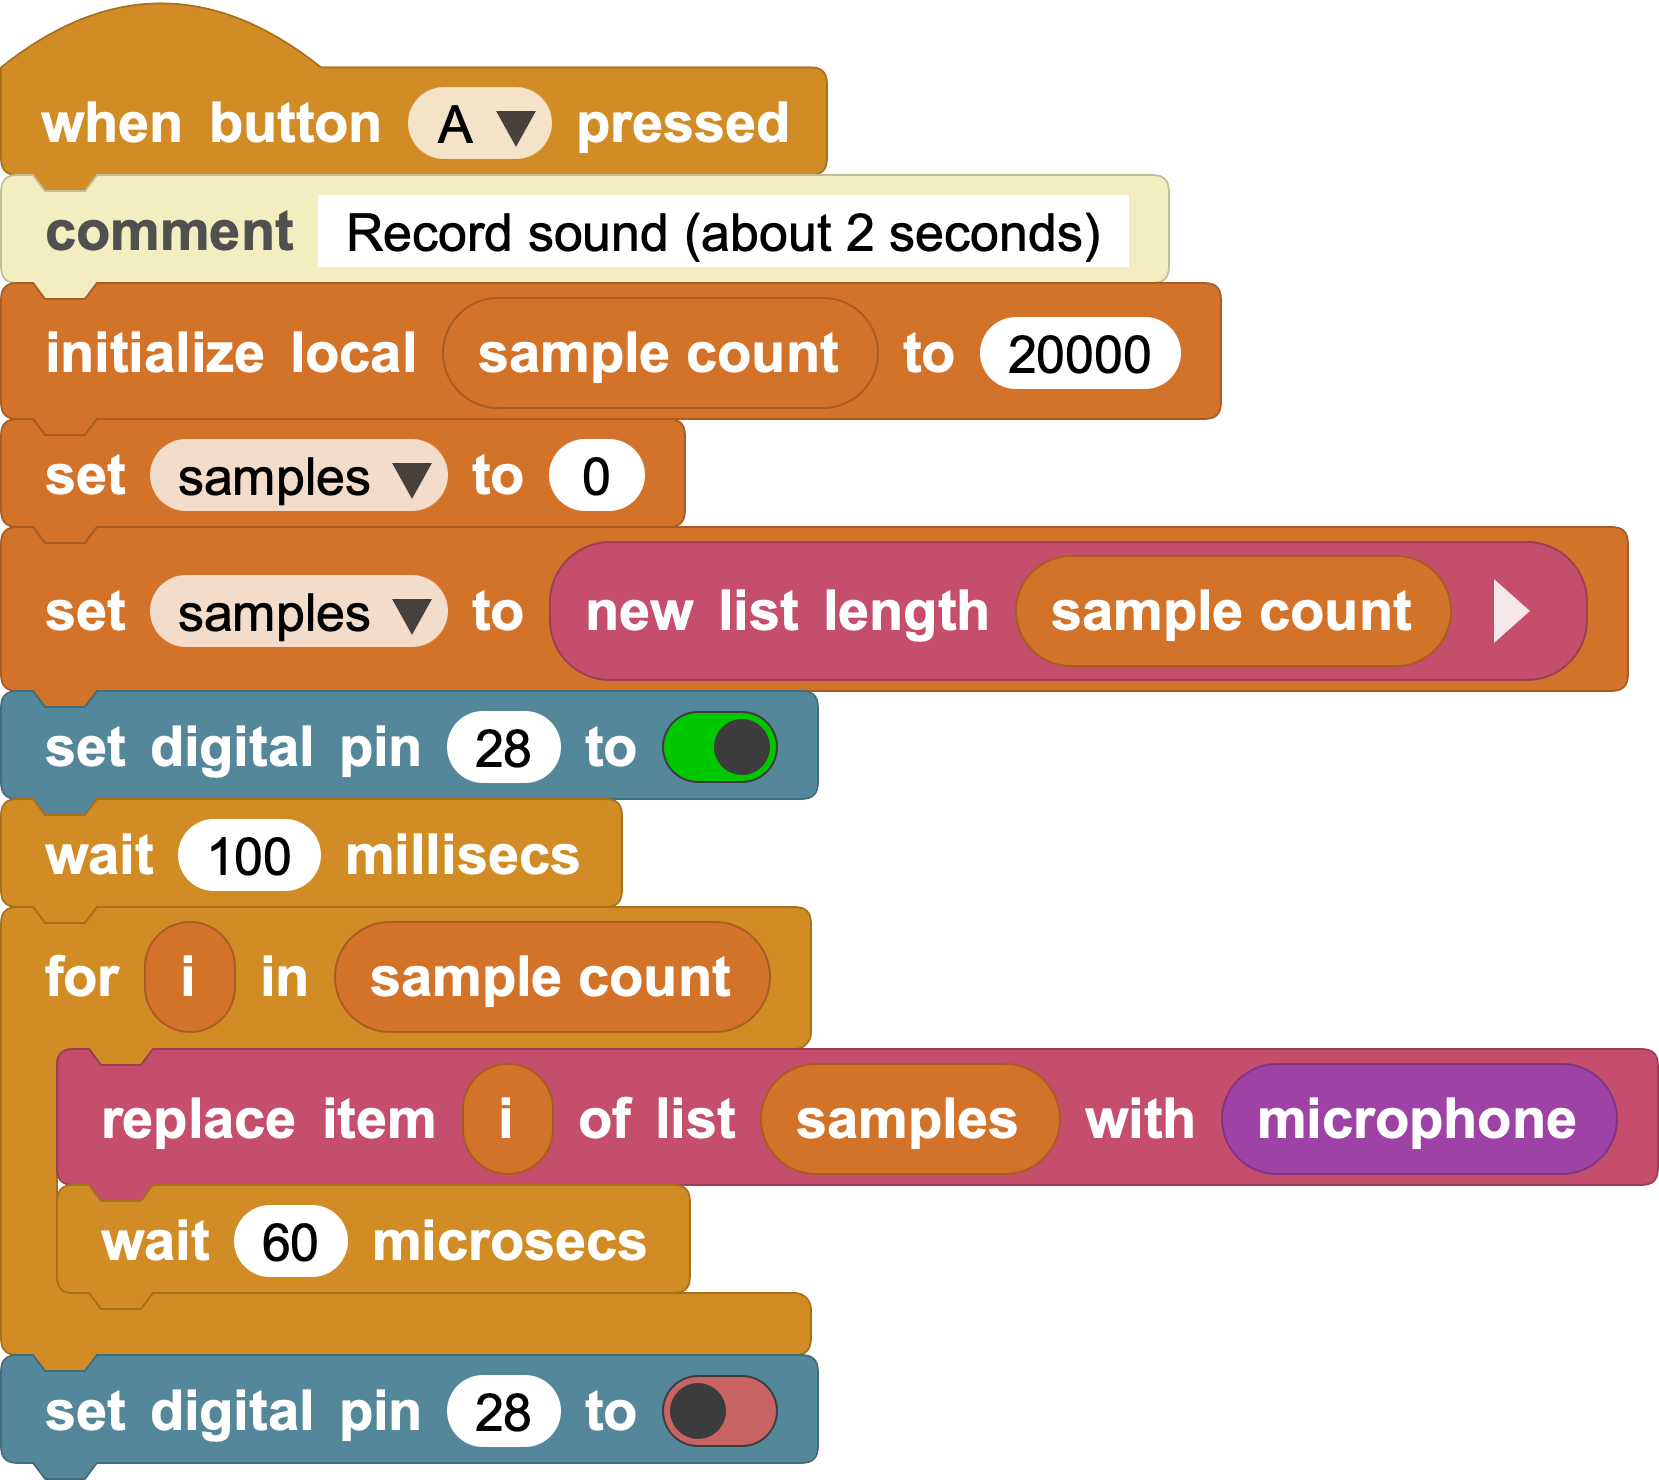 when button A pressed
comment Record sound (about 2 seconds)
initialize local sample count to 20000
set samples to 0
set samples to new list length sample count
set digital pin 28 to
wait 100 millisecs
for i in sample count
replace item i of list samples with microphone
wait 60 microsecs
set digital pin 28 to